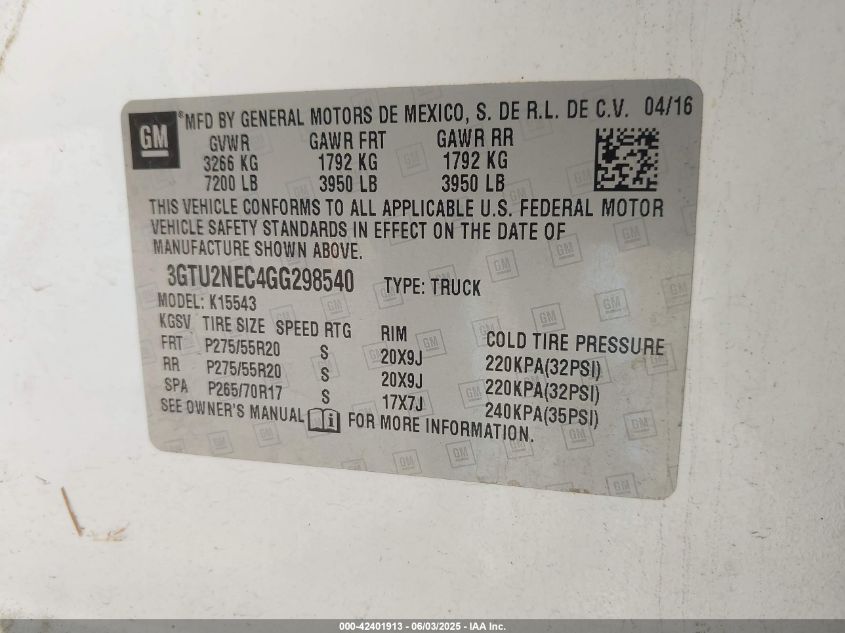 GM ® MFD BY GENERAL MOTORS DE MEXICO, S. DE R.L. DE C.V. 04/16
GVWR GAWR FRT GAWR RR
3266 KG 1792 KG 1792 KG
7200 LB 3950 LB 3950 LB
THIS VEHICLE CONFORMS TO ALL APPLICABLE U.S. FEDERAL MOTOR
VEHICLE SAFETY STANDARDS IN EFFECT ON THE DATE OF
MANUFACTURE SHOWN ABOVE.
3GTU2NEC4GG298540 TYPE: TRUCK
MODEL: K15543
KGSV TIRE SIZE SPEED RTG RIM COLD TIRE PRESSURE
FRT P275/55R20 S 20X9J 220KPA(32PSI)
RR P275/55R20 S 20X9J 220KPA(32PSI)
SPA P265/70R17 S 17X7J 240KPA(35PSI)
SEE OWNER'S MANUAL i FOR MORE INFORMATION.
000-42401913 - 06/03/2025 - IAA Inc.